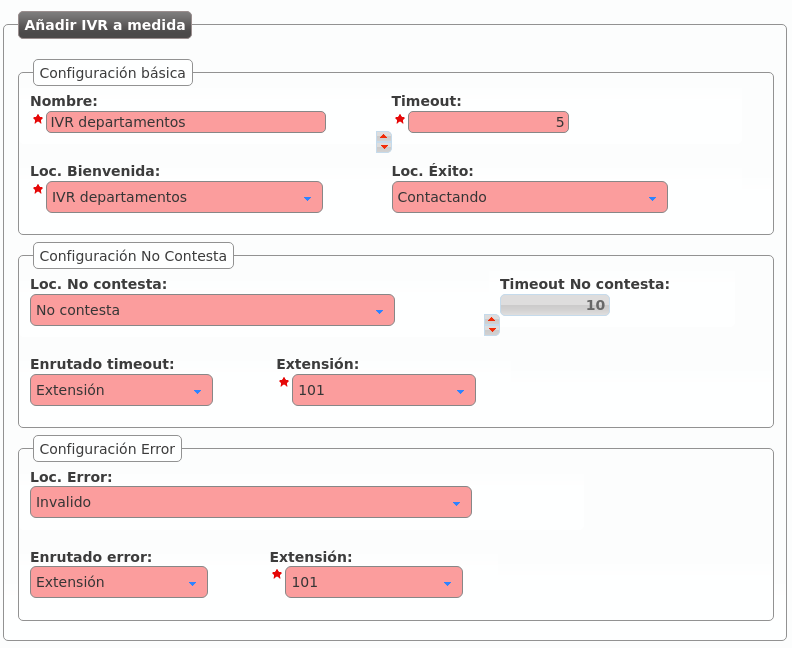 Añadir IVR a medida
Configuración básica
Nombre: Timeout:
IVR departamentos 5
Loc. Bienvenida: Loc. Éxito:
IVR departamentos Contactando
Configuración No Contesta
Loc. No contesta: Timeout No contesta:
No contesta 10
Enrutado timeout: Extensión:
Extensión 101
Configuración Error
Loc. Error:
Invalido
Enrutado error: Extensión:
Extensión 101